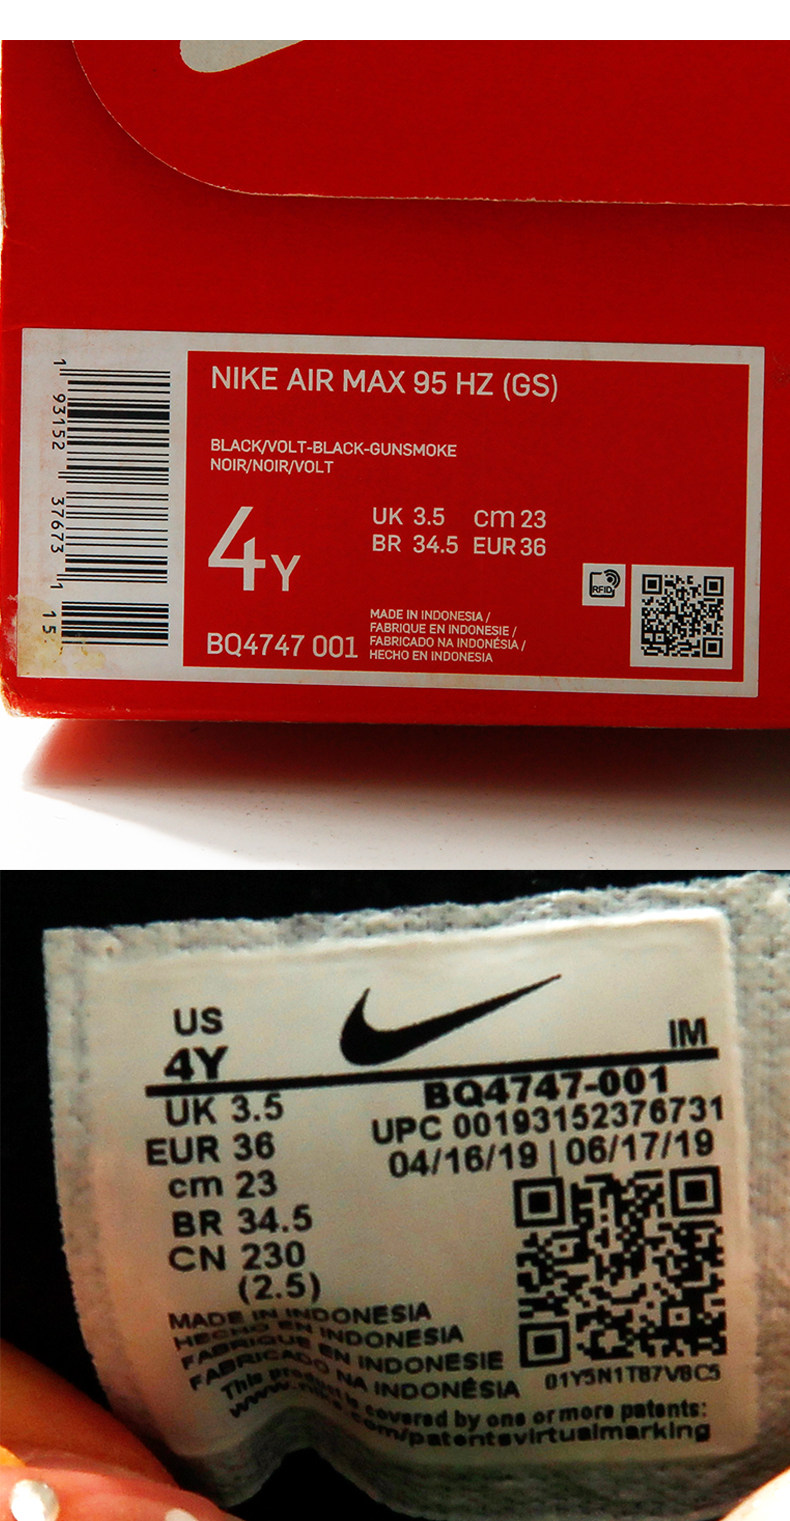 NIKE AIR MAX 95 HZ (GS)
BLACK/VOLT-BLACK-GUNSMOKE
NOIR/NOIR/VOLT
4Y
UK 3.5 cm 23
BR 34.5 EUR 36
RFID
MADE IN INDONESIA /
FABRIQUE EN INDONESIE /
FABRICADO NA INDONÉSIA /
HECHO EN INDONESIA
BQ4747 001
1 93152 37673 1 15
US
4Y
IM
BQ4747-001
UPC 00193152376731
04/16/19 | 06/17/19
UK 3.5
EUR 36
cm 23
BR 34.5
CN 230
(2.5)
MADE IN INDONESIA
HECHO EN INDONESIA
FABRIQUE EN INDONESIE
FABRICADO NA INDONÉSIA
01Y5N1T87V8C5
This product is covered by one or more patents:
www.nike.com/patentsvirtualmarking